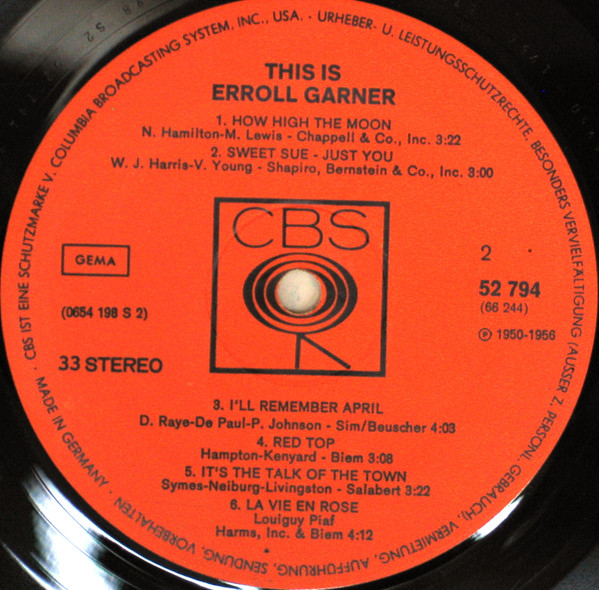 THIS IS
ERROLL GARNER
1. HOW HIGH THE MOON
N. Hamilton-M. Lewis - Chappell & Co., Inc. 3:22
2. SWEET SUE - JUST YOU
W. J. Harris-V. Young - Shapiro, Bernstein & Co., Inc. 3:00
CBS
GEMA
(0654 198 S 2)
33 STEREO
2
52 794
(66 244)
℗ 1950-1956
3. I'LL REMEMBER APRIL
D. Raye-De Paul-P. Johnson - Sim/Beuscher 4:03
4. RED TOP
Hampton-Kenyard - Biem 3:08
5. IT'S THE TALK OF THE TOWN
Symes-Neiburg-Livingston - Salabert 3:22
6. LA VIE EN ROSE
Louiguy Piaf
Harms, Inc. & Biem 4:12
MADE IN GERMANY · CBS IST EINE SCHUTZMARKE V. COLUMBIA BROADCASTING SYSTEM, INC., USA. · URHEBER- U. LEISTUNGSSCHUTZRECHTE, BESONDERS VERVIELFÄLTIGUNG (AUSSER Z. PERSONL. GEBRAUCH), VERMIETUNG, AUFFÜHRUNG, SENDUNG, VORBEHALTEN ·